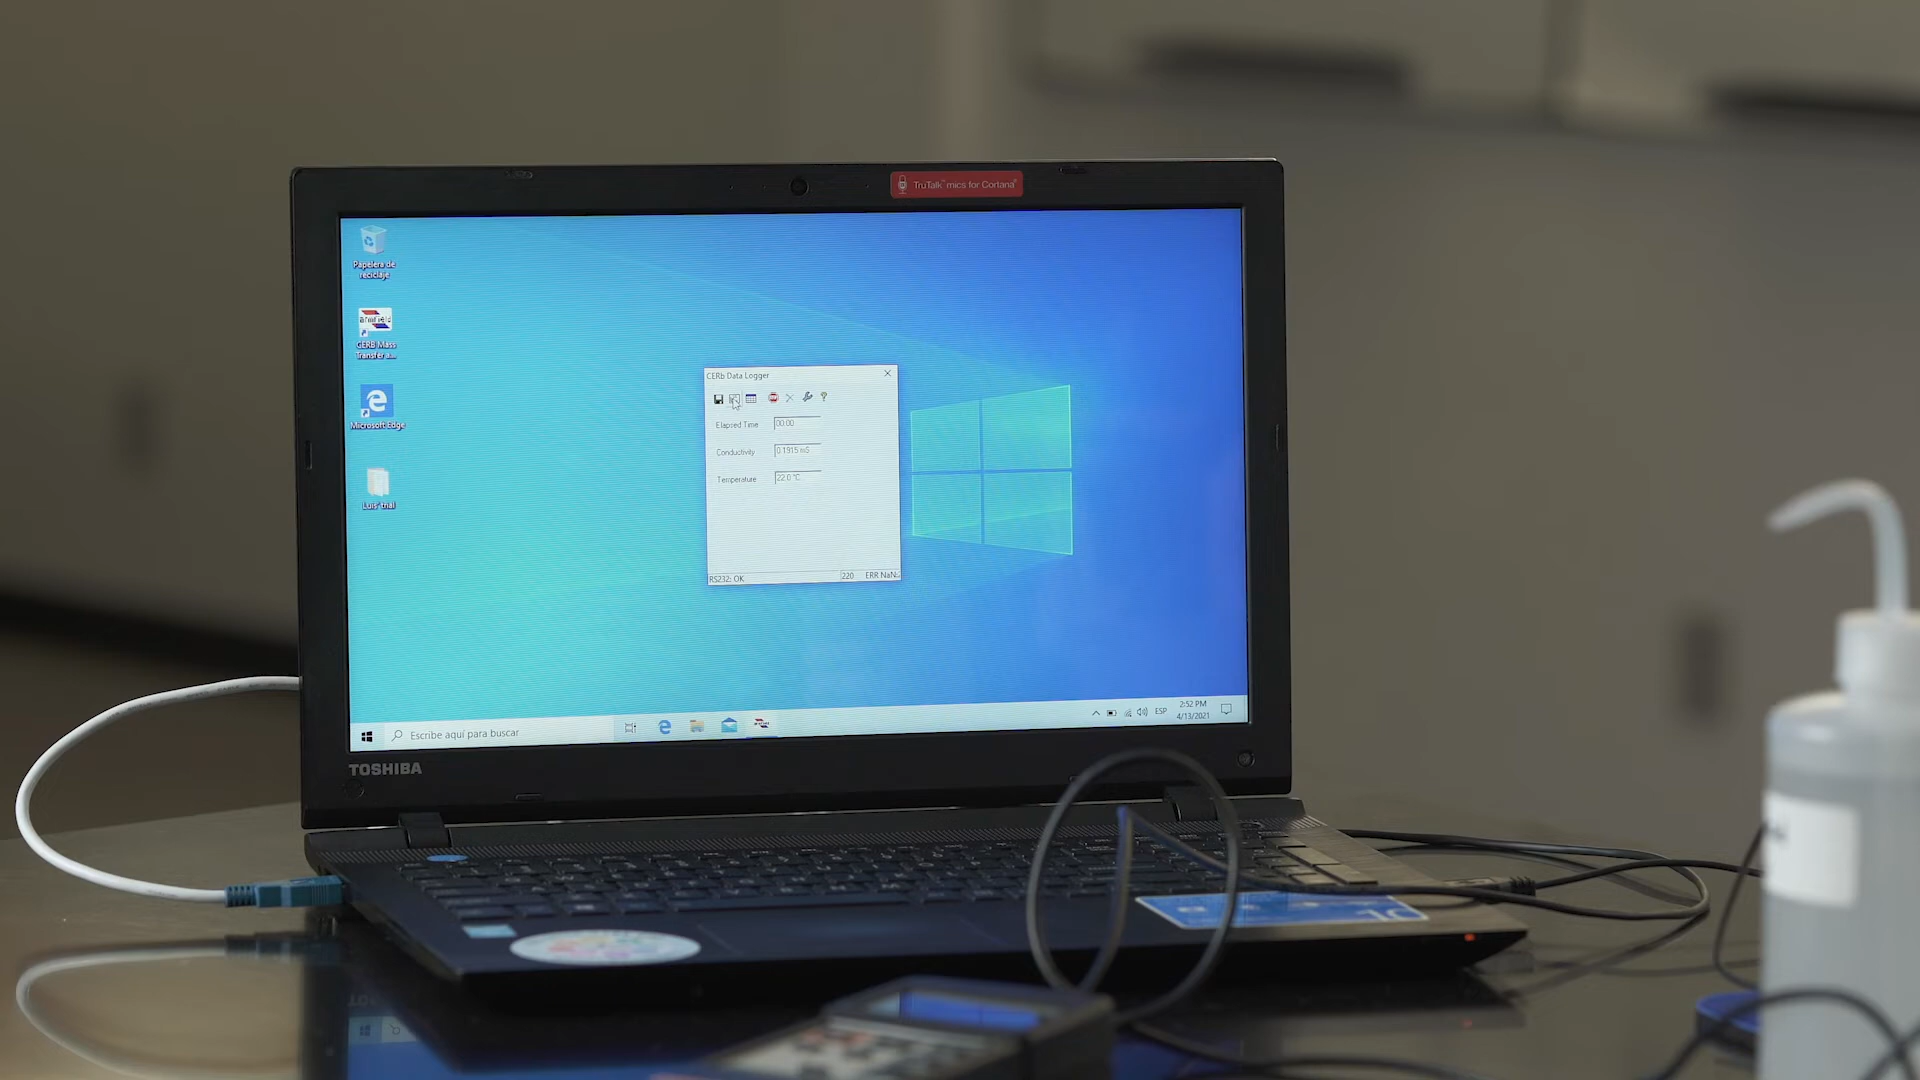 TruTalk™ mics for Cortana®
Papelera de
reciclaje
armfield
CERB Mass
Transfer a...
Microsoft Edge
Luis' trial
CERb Data Logger
Elapsed Time
00:00
Conductivity
0.1915 mS
Temperature
22.0 °C
RS232: OK
220
ERR NaN
Escribe aquí para buscar
ESP
2:52 PM
4/13/2021
TOSHIBA